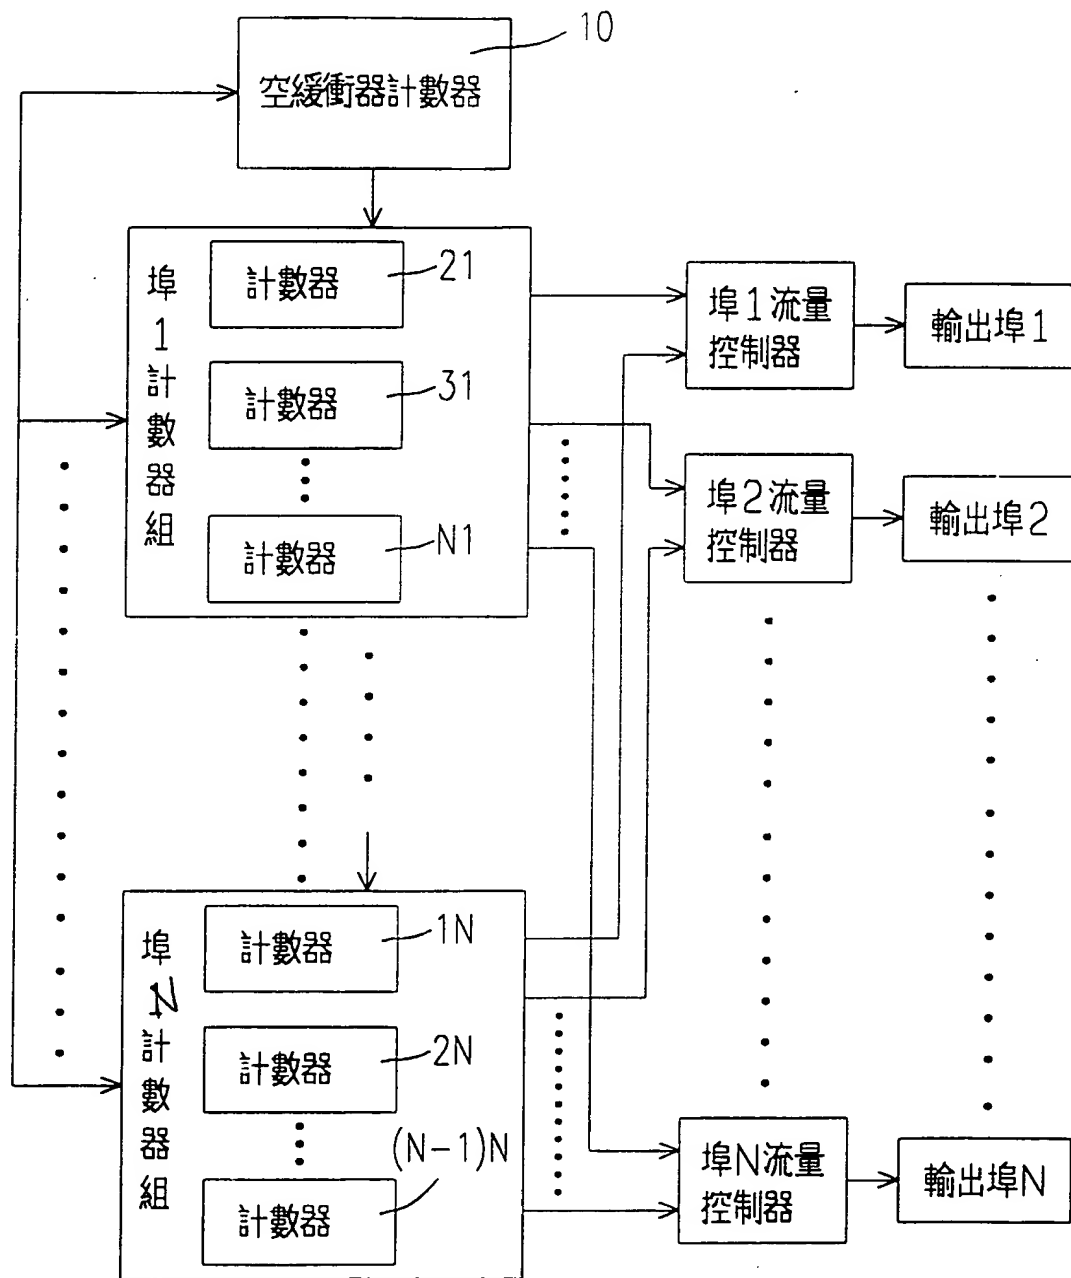 10
空緩衝器計數器
埠1計數器組
計數器
21
計數器
31
計數器
N1
埠1流量
控制器
輸出埠1
埠2流量
控制器
輸出埠2
埠N計數器組
計數器
1N
計數器
2N
計數器
(N-1)N
埠N流量
控制器
輸出埠N